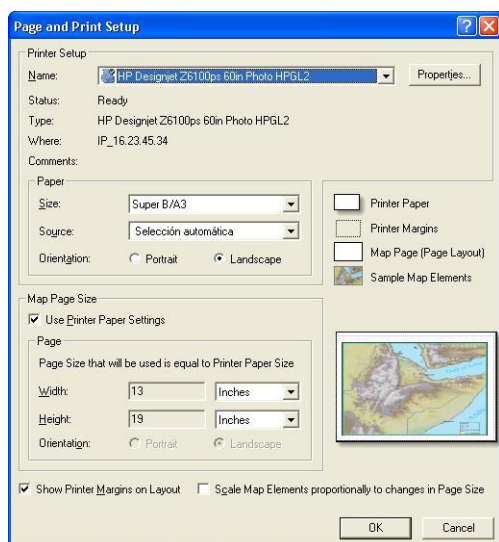 Page and Print Setup
Printer Setup
Name: HP Designjet Z6100ps 60in Photo HPGL2 Properties...
Status: Ready
Type: HP Designjet Z6100ps 60in Photo HPGL2
Where: IP_16.23.45.34
Comments:
Paper
Size: Super B/A3
Source: Selección automática
Orientation: Portrait Landscape
Printer Paper
Printer Margins
Map Page (Page Layout)
Sample Map Elements
Map Page Size
Use Printer Paper Settings
Page
Page Size that will be used is equal to Printer Paper Size
Width: 13 Inches
Height: 19 Inches
Orientation: Portrait Landscape
Show Printer Margins on Layout Scale Map Elements proportionally to changes in Page Size
OK Cancel